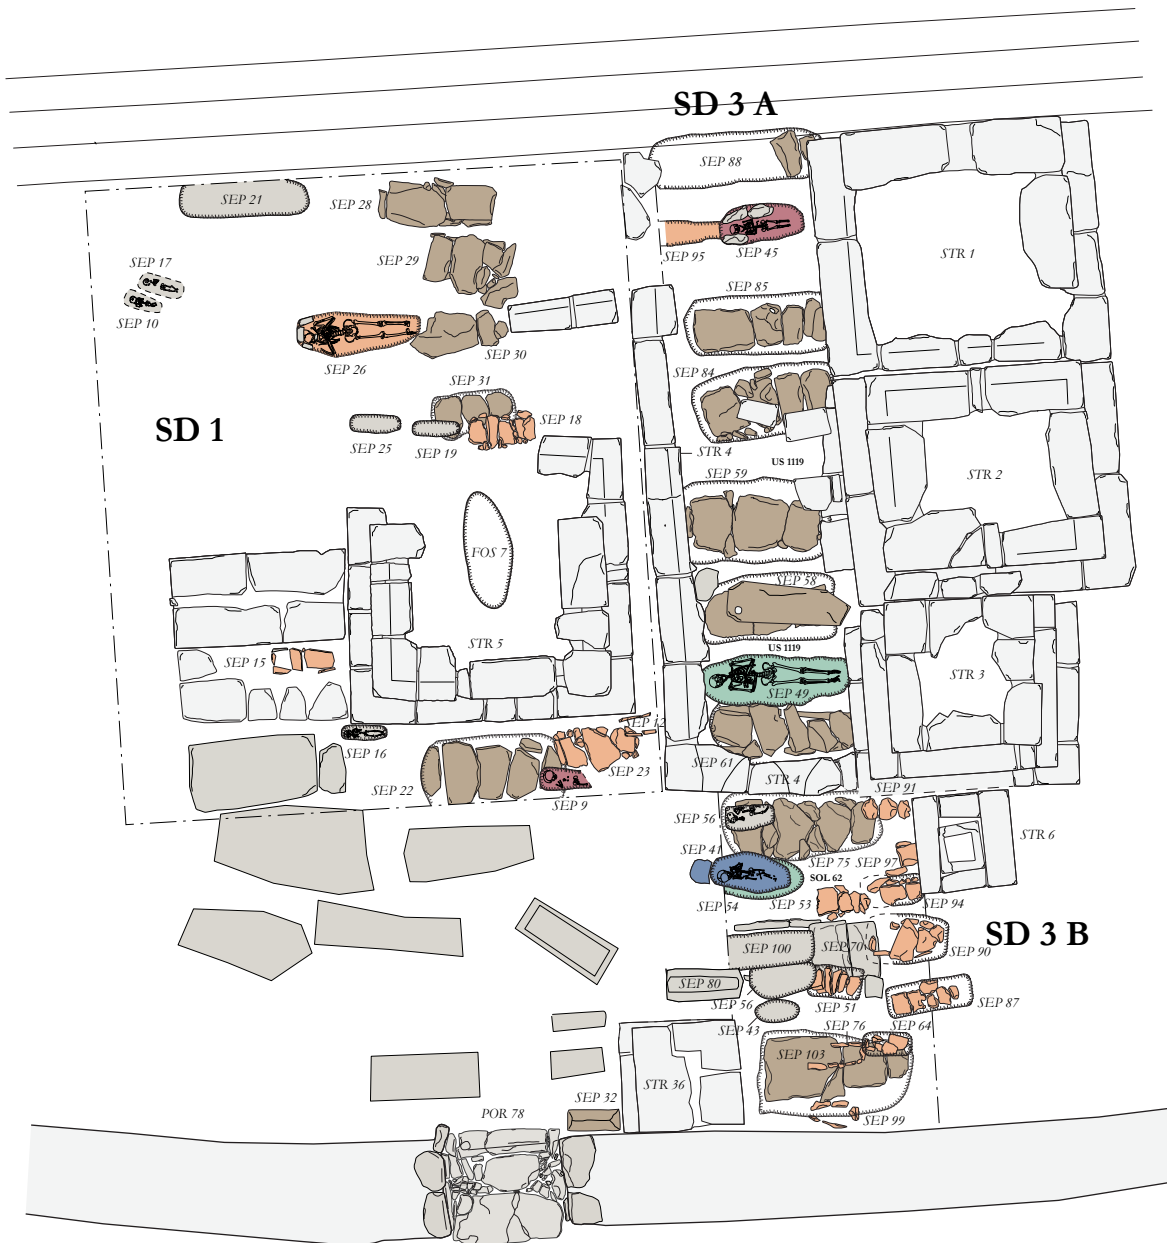 SD 3 A
SEP 88
SEP 21
SEP 28
SEP 95
SEP 45
STR 1
SEP 17
SEP 29
SEP 85
SEP 10
SEP 30
SEP 26
SEP 84
SEP 31
SEP 18
SD 1
SEP 25
SEP 19
STR 4
US 1119
SEP 59
STR 2
FOS 7
SEP 58
STR 5
US 1119
SEP 15
STR 3
SEP 49
SEP 12
SEP 16
SEP 61
SEP 23
STR 4
SEP 22
SEP 91
SEP 9
SEP 56
STR 6
SEP 41
SEP 75
SEP 97
SOL 62
SEP 54
SEP 53
SEP 94
SD 3 B
SEP 100
SEP 70
SEP 90
SEP 80
SEP 56
SEP 51
SEP 87
SEP 43
SEP 76
SEP 64
SEP 103
STR 36
SEP 32
POR 78
SEP 99